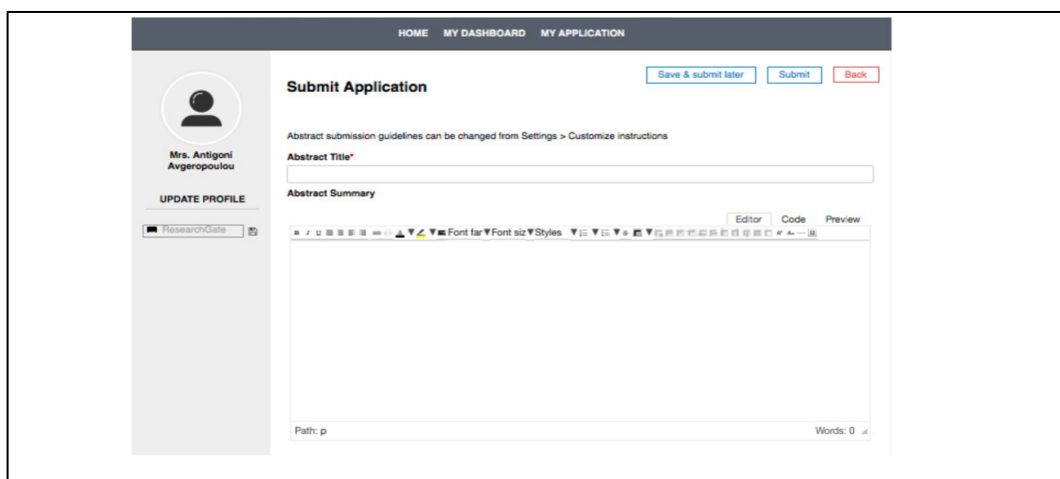 HOME MY DASHBOARD MY APPLICATION
Submit Application
Save & submit later Submit Back
Abstract submission guidelines can be changed from Settings > Customize instructions
Mrs. Antigoni
Avgeropoulou
UPDATE PROFILE
ResearchGate
Abstract Title*
Abstract Summary
Editor Code Preview
B I U Font far Font siz Styles
Path: p Words: 0